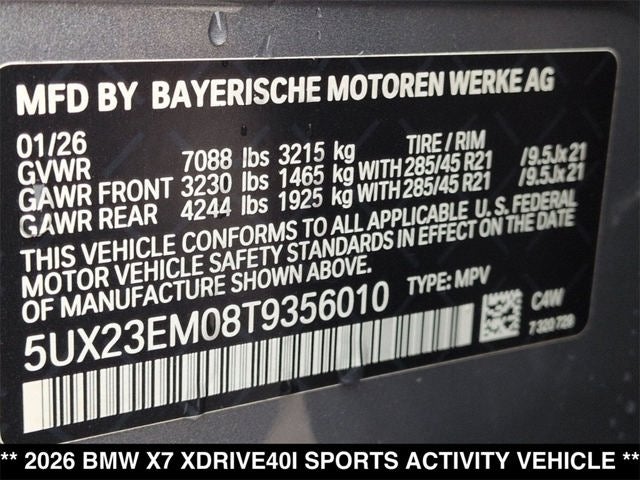 MFD BY BAYERISCHE MOTOREN WERKE AG
01/26 TIRE / RIM
GVWR 7088 lbs 3215 kg
GAWR FRONT 3230 lbs 1465 kg WITH 285/45 R21 /9.5Jx21
GAWR REAR 4244 lbs 1925 kg WITH 285/45 R21 /9.5Jx21
THIS VEHICLE CONFORMS TO ALL APPLICABLE U. S. FEDERAL
MOTOR VEHICLE SAFETY STANDARDS IN EFFECT ON THE DATE
OF MANUFACTURE SHOWN ABOVE.
5UX23EM08T9356010 TYPE: MPV
C4W
7 320 726
** 2026 BMW X7 XDRIVE40I SPORTS ACTIVITY VEHICLE **